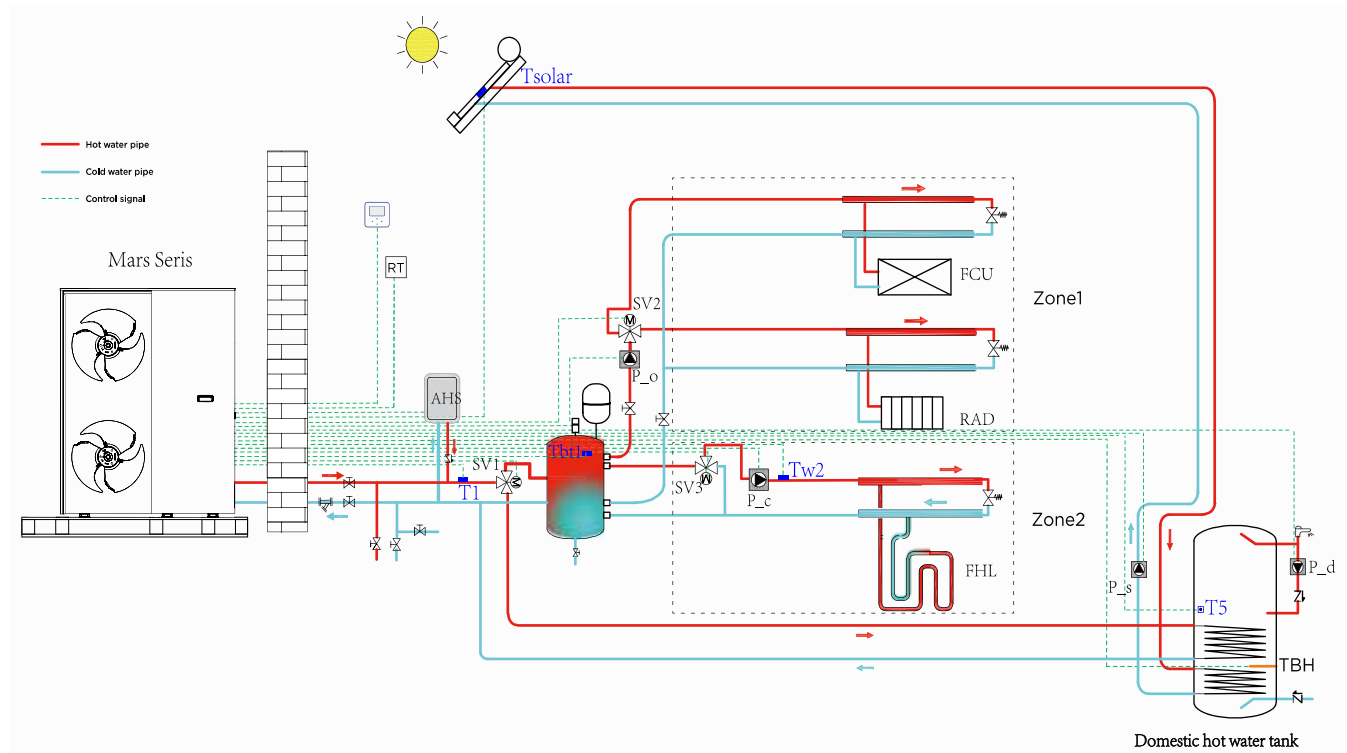 Tsolar
Hot water pipe
Cold water pipe
Control signal
Mars Seris
RT
FCU
SV2
M
Zone1
P_o
AHS
RAD
Tbt1
SV1
M
T1
Tw2
SV3
M
P_c
Zone2
FHL
P_s
P_d
T5
TBH
Domestic hot water tank